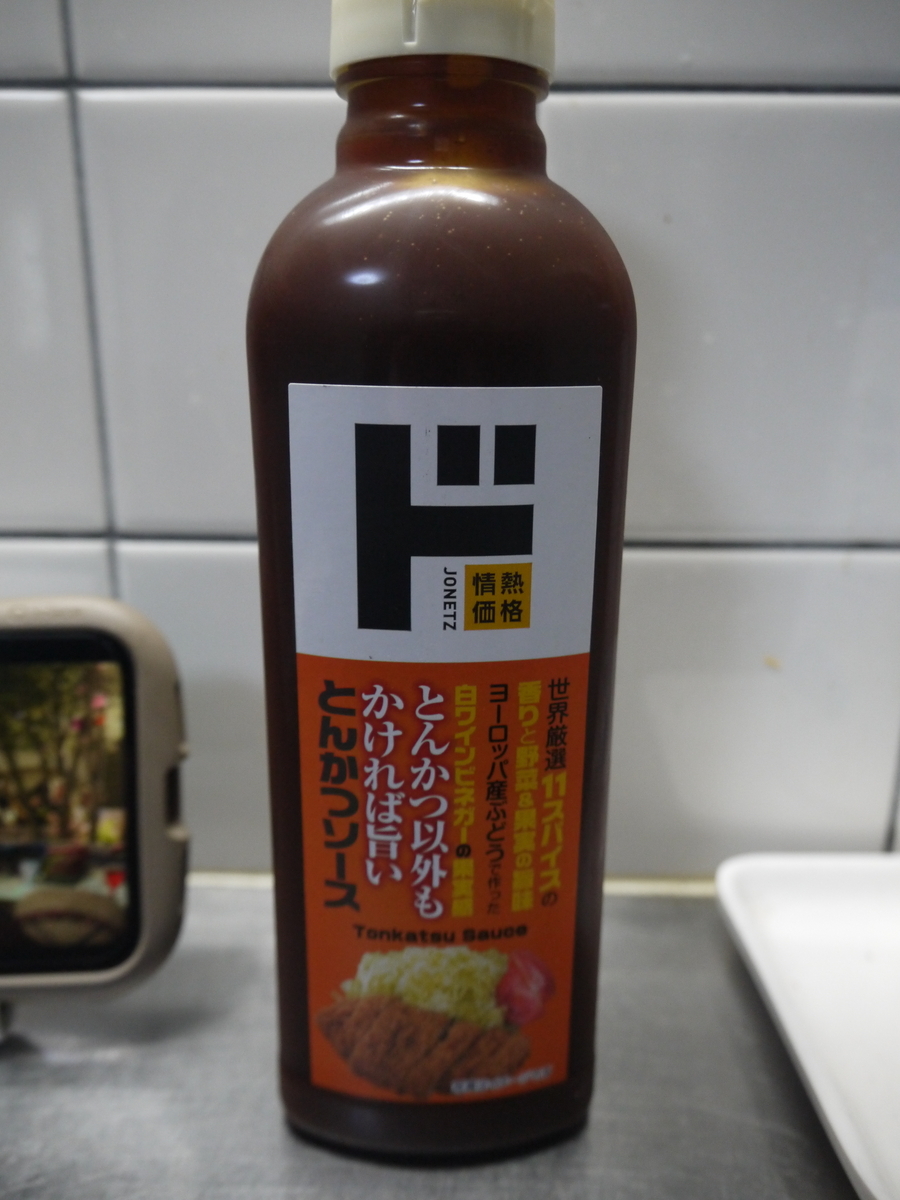 ド
JONETZ
情熱
価格
世界厳選11スパイスの
香りと野菜&果実の酸味
ヨーロッパ産ぶどうで作った
白ワインビネガーの果実感
とんかつ以外も
かければ旨い
とんかつソース
Tonkatsu Sauce